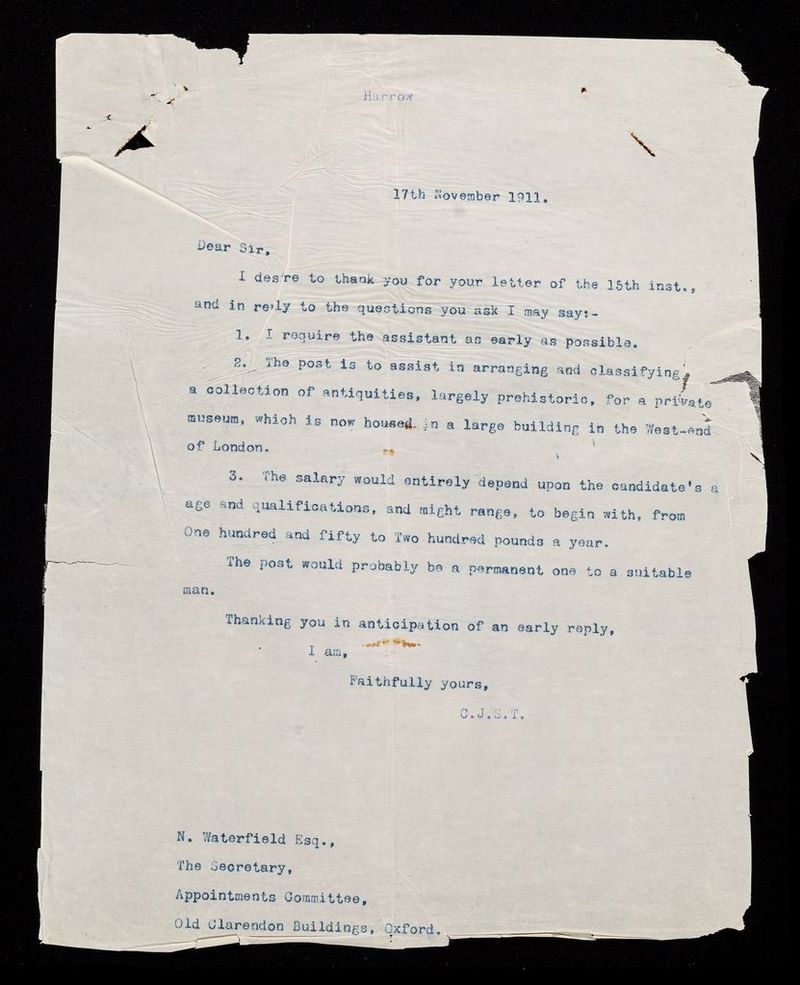 Harrow
17th November 1911.
Dear Sir,
I desire to thank you for your letter of the 15th inst.,
and in reply to the questions you ask I may say:-
1. I require the assistant as early as possible.
2. The post is to assist in arranging and classifying,
a collection of antiquities, largely prehistoric, for a private
museum, which is now housed in a large building in the West-end
of London.
3. The salary would entirely depend upon the candidate's a
age and qualifications, and might range, to begin with, from
One hundred and fifty to Two hundred pounds a year.
The post would probably be a permanent one to a suitable
man.
Thanking you in anticipation of an early reply,
I am,
Faithfully yours,
C.J.S.T.
N. Waterfield Esq.,
The Secretary,
Appointments Committee,
Old Clarendon Buildings, Oxford.